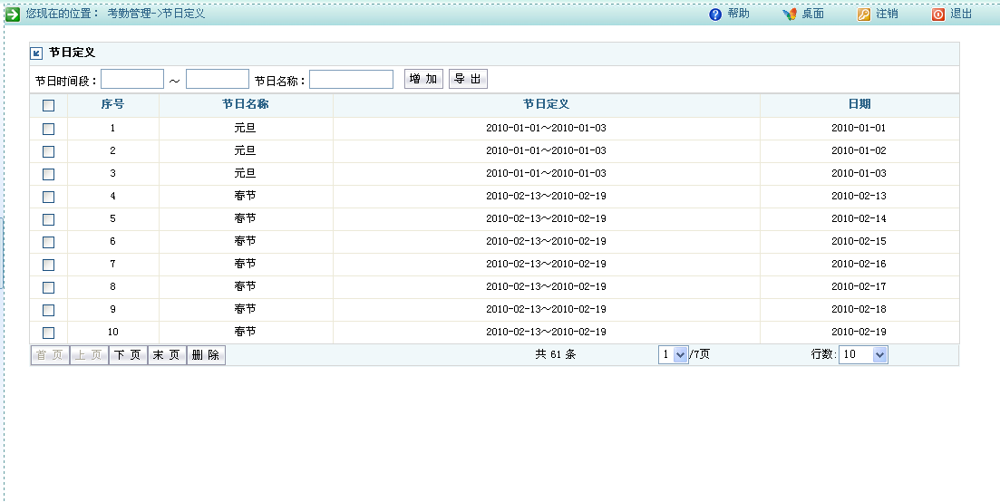 您现在的位置： 考勤管理->节日定义 帮助 桌面 注销 退出
节日定义
节日时间段： ～ 节日名称： 增 加 导 出
序号 节日名称 节日定义 日期
1 元旦 2010-01-01～2010-01-03 2010-01-01
2 元旦 2010-01-01～2010-01-03 2010-01-02
3 元旦 2010-01-01～2010-01-03 2010-01-03
4 春节 2010-02-13～2010-02-19 2010-02-13
5 春节 2010-02-13～2010-02-19 2010-02-14
6 春节 2010-02-13～2010-02-19 2010-02-15
7 春节 2010-02-13～2010-02-19 2010-02-16
8 春节 2010-02-13～2010-02-19 2010-02-17
9 春节 2010-02-13～2010-02-19 2010-02-18
10 春节 2010-02-13～2010-02-19 2010-02-19
首 页 上 页 下 页 末 页 删 除 共 61 条 1 /7页 行数: 10